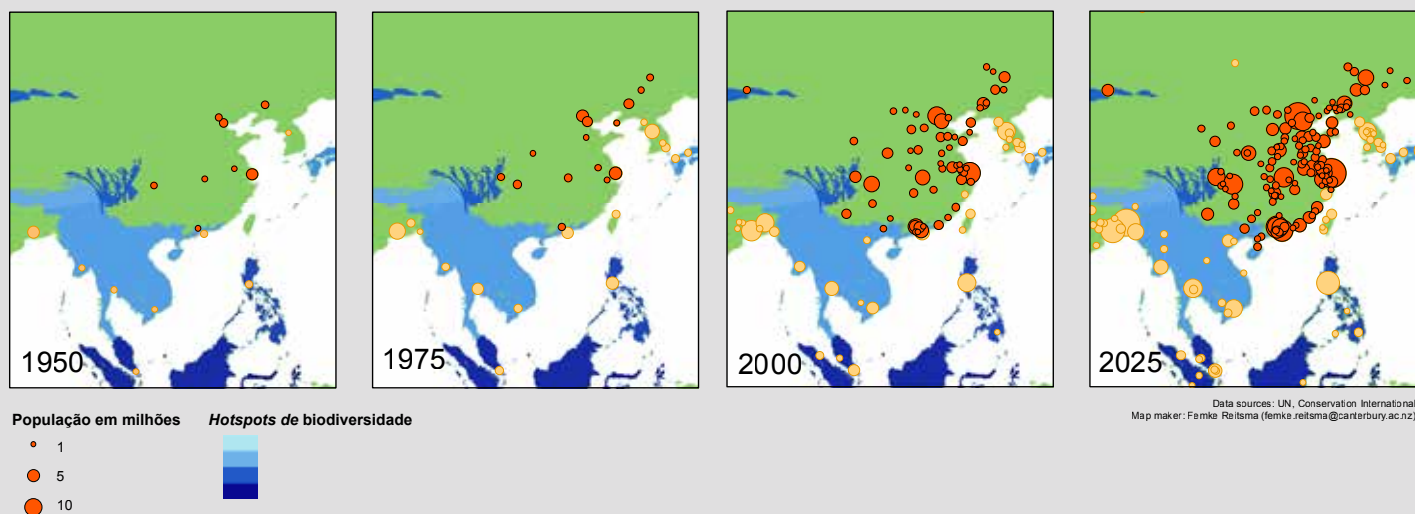 1950
1975
2000
2025
Data sources: UN, Conservation International
Map maker: Femke Reitsma (femke.reitsma@canterbury.ac.nz)
População em milhões
1
5
10
Hotspots de biodiversidade